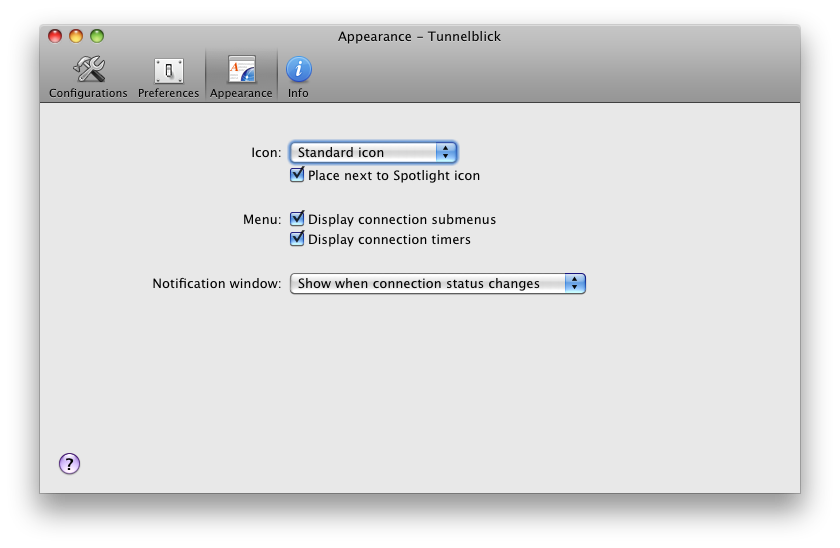 Appearance – Tunnelblick
Configurations Preferences Appearance Info
Icon: Standard icon
Place next to Spotlight icon
Menu: Display connection submenus
Display connection timers
Notification window: Show when connection status changes
?